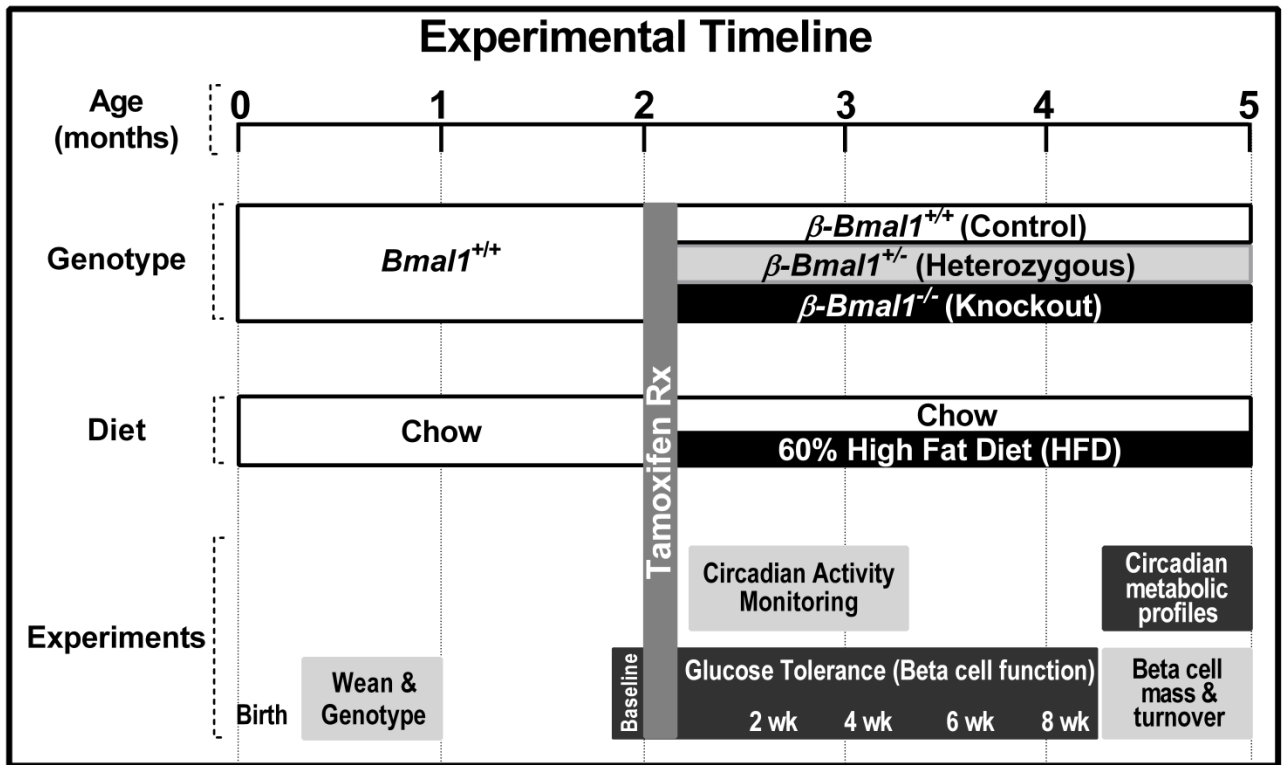 Experimental Timeline
Age
(months)
0 1 2 3 4 5
Genotype
Bmal1+/+
β-Bmal1+/+ (Control)
β-Bmal1+/- (Heterozygous)
β-Bmal1-/- (Knockout)
Tamoxifen Rx
Diet
Chow
Chow
60% High Fat Diet (HFD)
Experiments
Birth
Wean &
Genotype
Baseline
Circadian Activity
Monitoring
Glucose Tolerance (Beta cell function)
2 wk 4 wk 6 wk 8 wk
Circadian
metabolic
profiles
Beta cell
mass &
turnover